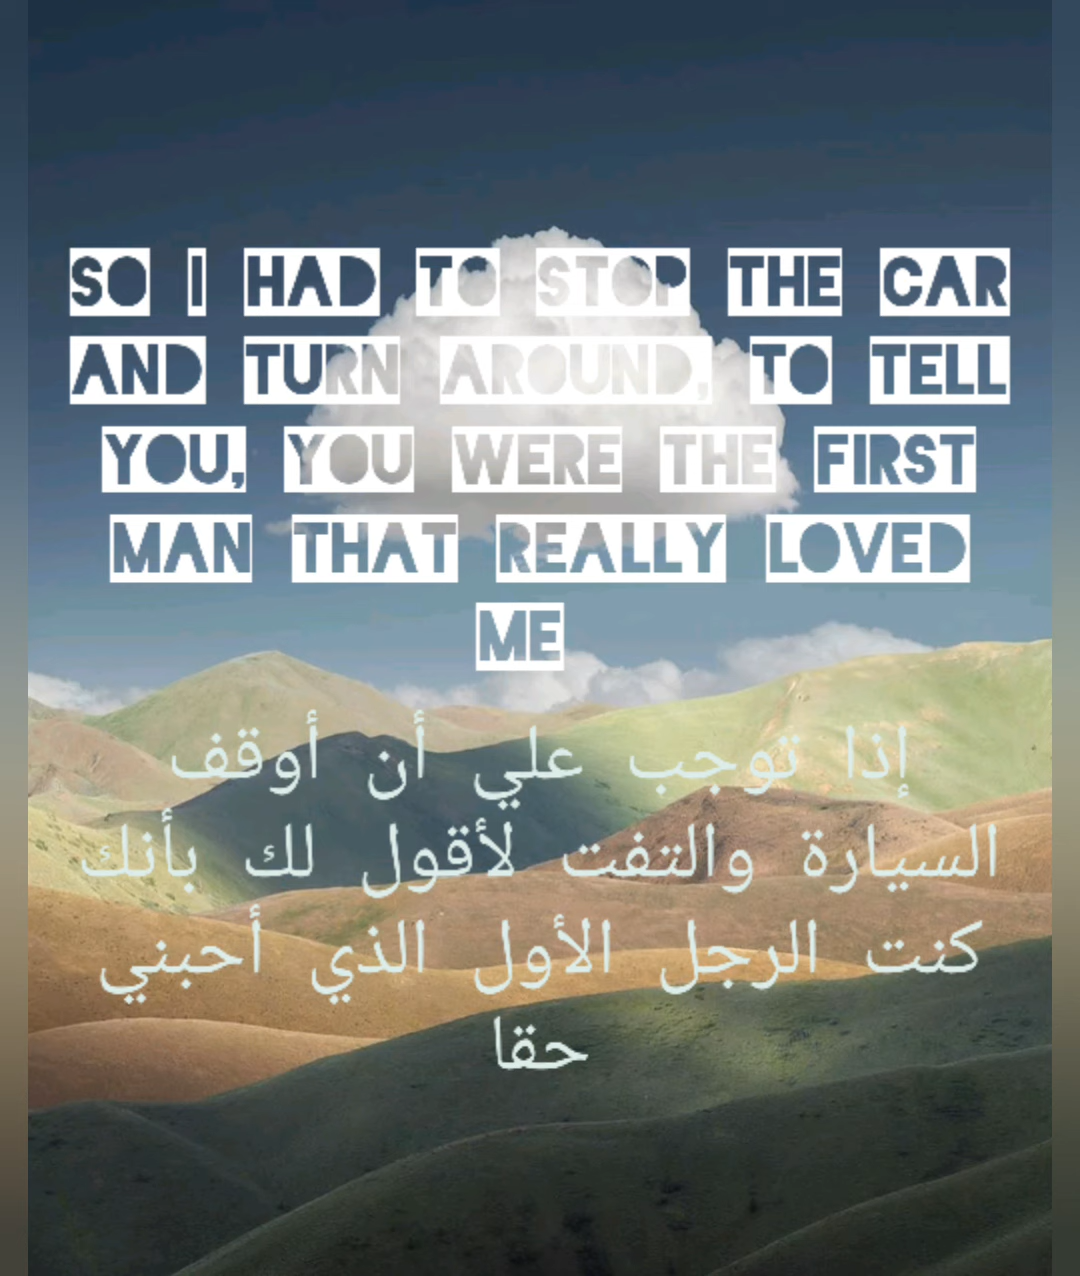 SO I HAD TO STOP THE CAR
AND TURN AROUND, TO TELL
YOU, YOU WERE THE FIRST
MAN THAT REALLY LOVED
ME
إذا توجب علي أن أوقف
السيارة والتفت لأقول لك بأنك
كنت الرجل الأول الذي أحبني
حقا